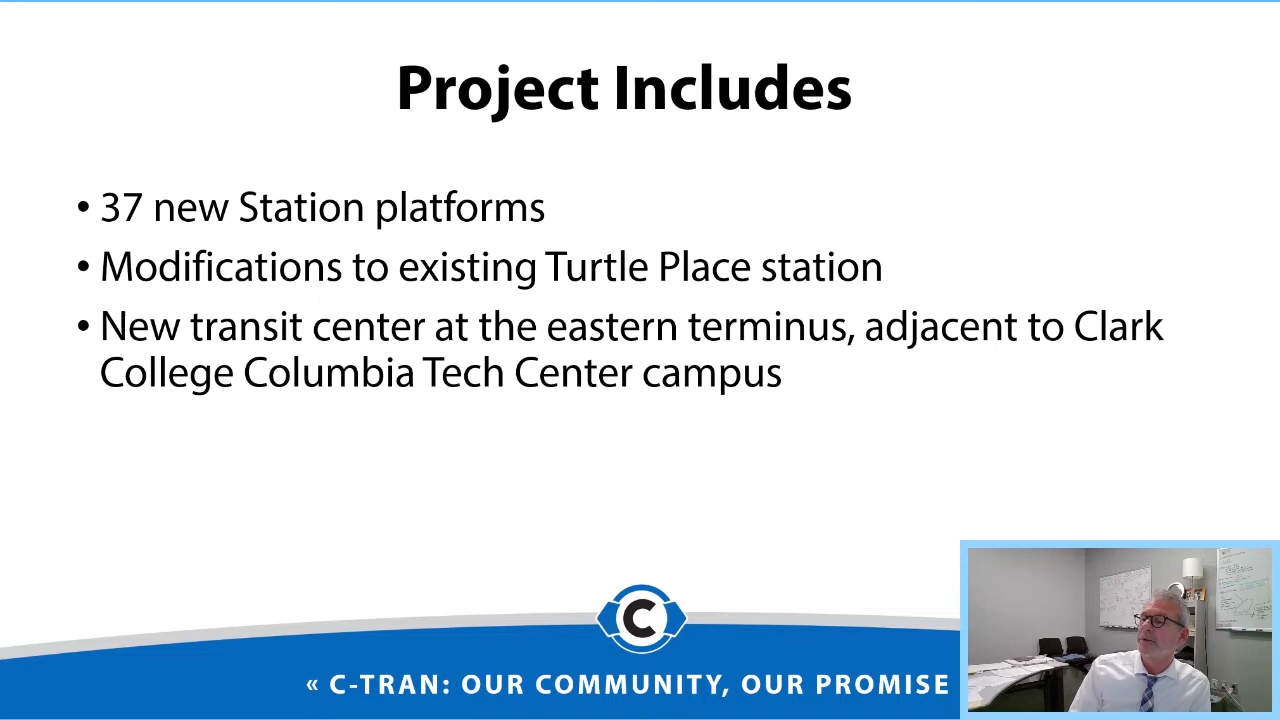 Project Includes
• 37 new Station platforms
• Modifications to existing Turtle Place station
• New transit center at the eastern terminus, adjacent to Clark
College Columbia Tech Center campus
C
« C-TRAN: OUR COMMUNITY, OUR PROMISE